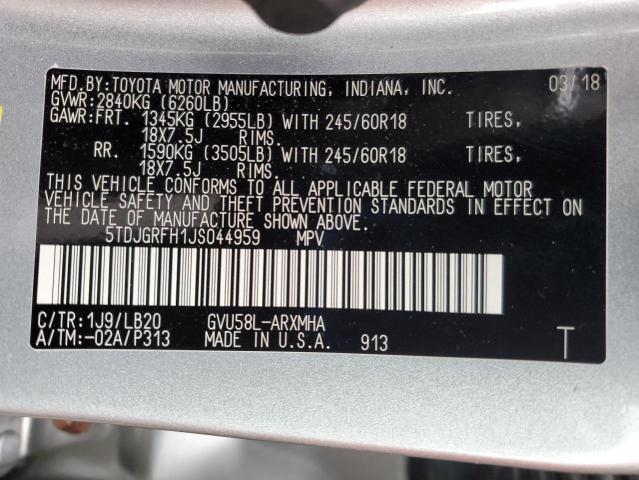 MFD.BY:TOYOTA MOTOR MANUFACTURING, INDIANA, INC. 03/18
GVWR:2840KG (6260LB)
GAWR:FRT. 1345KG (2955LB) WITH 245/60R18 TIRES,
18X7.5J RIMS.
RR. 1590KG (3505LB) WITH 245/60R18 TIRES,
18X7.5J RIMS.
THIS VEHICLE CONFORMS TO ALL APPLICABLE FEDERAL MOTOR
VEHICLE SAFETY AND THEFT PREVENTION STANDARDS IN EFFECT ON
THE DATE OF MANUFACTURE SHOWN ABOVE.
5TDJGRFH1JS044959 MPV
C/TR:1J9/LB20 GVU58L-ARXMHA
A/TM:-02A/P313 MADE IN U.S.A. 913 T